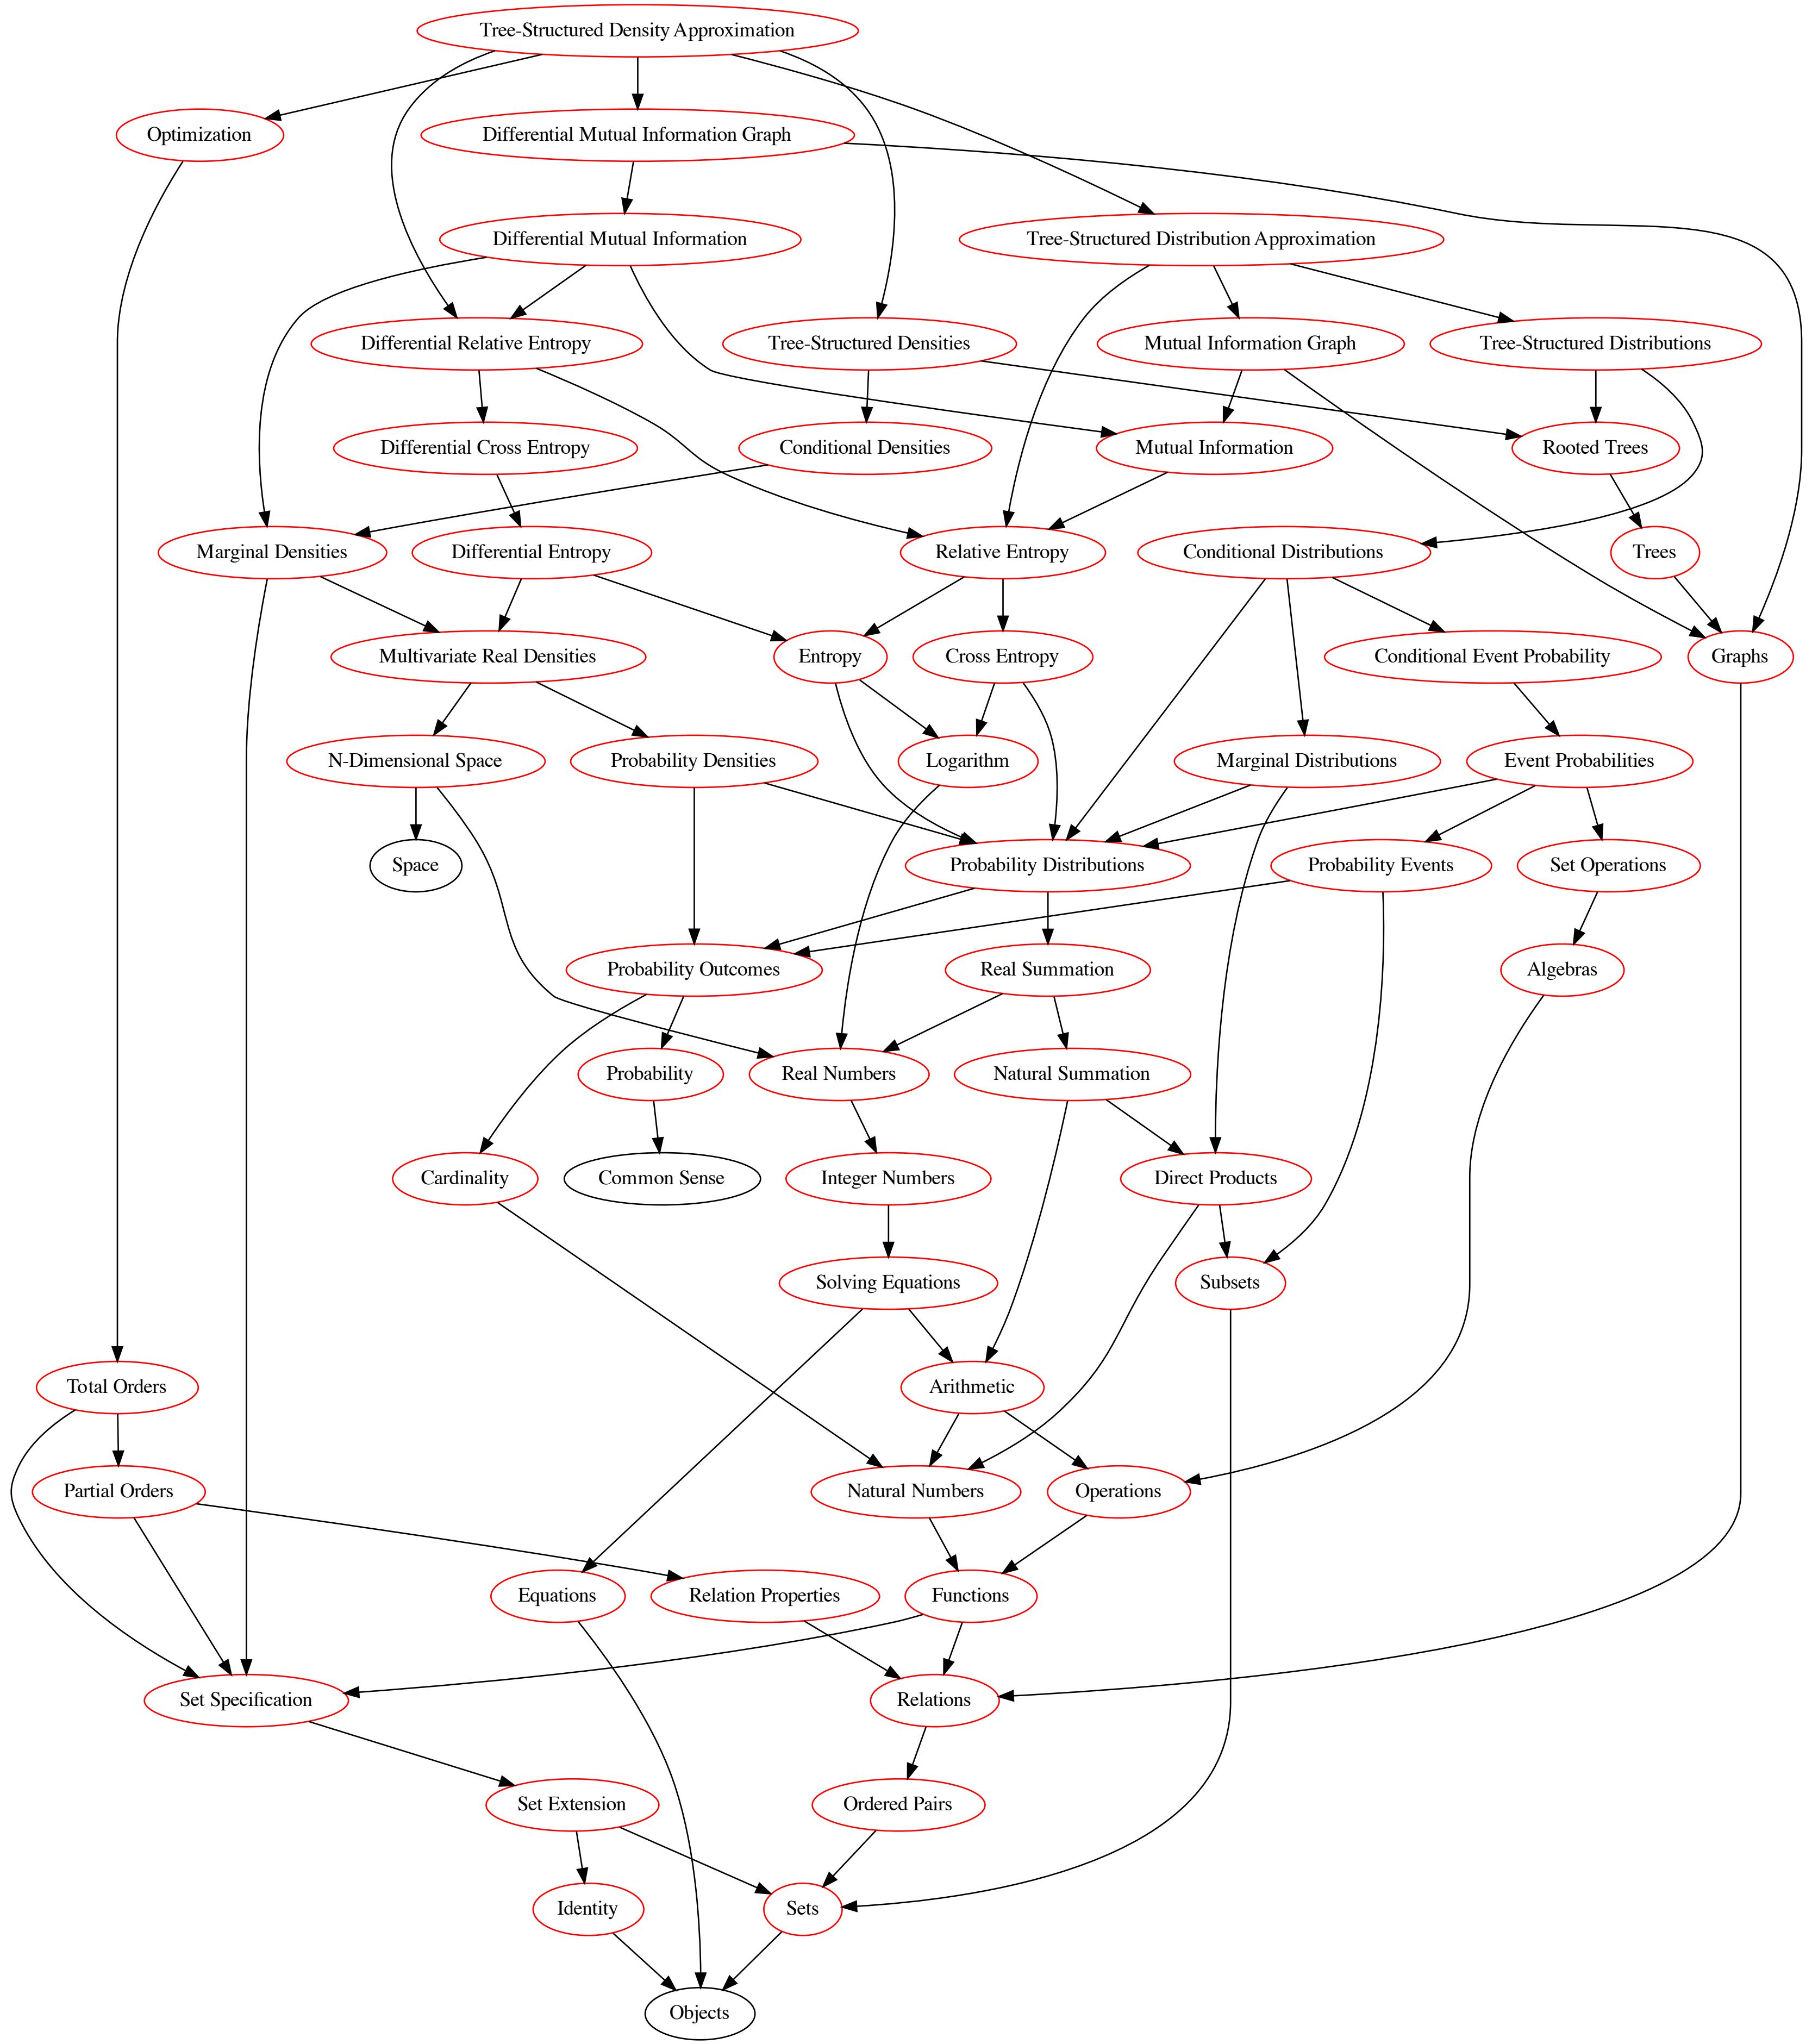 Tree-Structured Density Approximation
Optimization
Differential Mutual Information Graph
Differential Mutual Information
Tree-Structured Distribution Approximation
Differential Relative Entropy
Tree-Structured Densities
Mutual Information Graph
Tree-Structured Distributions
Differential Cross Entropy
Conditional Densities
Mutual Information
Rooted Trees
Marginal Densities
Differential Entropy
Relative Entropy
Conditional Distributions
Trees
Multivariate Real Densities
Entropy
Cross Entropy
Conditional Event Probability
Graphs
N-Dimensional Space
Probability Densities
Logarithm
Marginal Distributions
Event Probabilities
Space
Probability Distributions
Probability Events
Set Operations
Probability Outcomes
Real Summation
Algebras
Probability
Real Numbers
Natural Summation
Cardinality
Common Sense
Integer Numbers
Direct Products
Solving Equations
Subsets
Total Orders
Arithmetic
Partial Orders
Natural Numbers
Operations
Equations
Relation Properties
Functions
Set Specification
Relations
Set Extension
Ordered Pairs
Identity
Sets
Objects